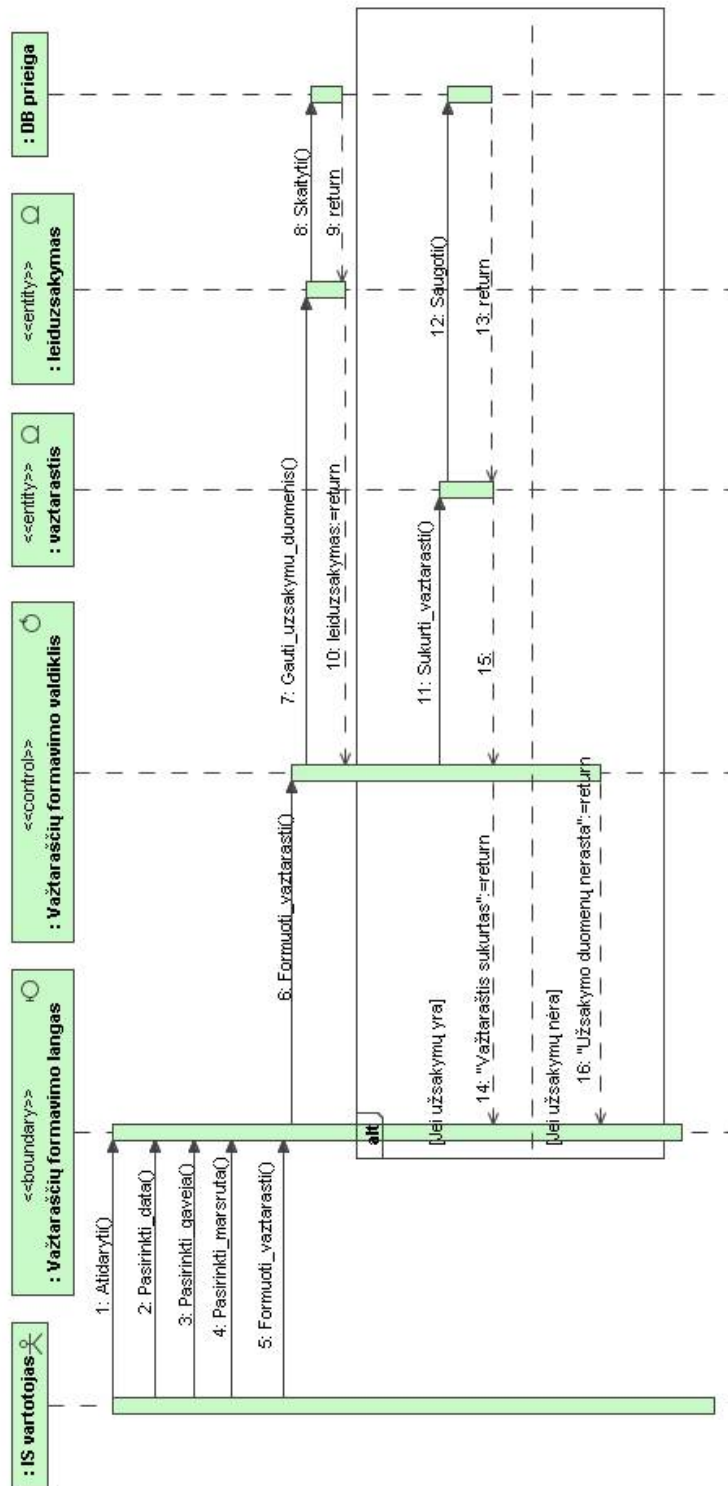 : IS vartotojas
<<boundary>>
: Važtaraščių formavimo langas
<<control>>
: Važtaraščių formavimo valdiklis
<<entity>>
: vaztarastis
<<entity>>
: leiduzsakymas
: DB prieiga
1: Atidaryti()
2: Pasirinkti_data()
3: Pasirinkti_gaveja()
4: Pasirinkti_marsruta()
5: Formuoti_vaztarasti()
6: Formuoti_vaztarasti()
7: Gauti_uzsakymu_duomenis()
8: Skaityti()
9: return
10: leiduzsakymas:=return
alt
[Jei užsakymų yra]
11: Sukurti_vaztarasti()
12: Saugoti()
13: return
14: "Važtaraštis sukurtas":=return
15:
[Jei užsakymų nėra]
16: "Užsakymo duomenų nerasta":=return